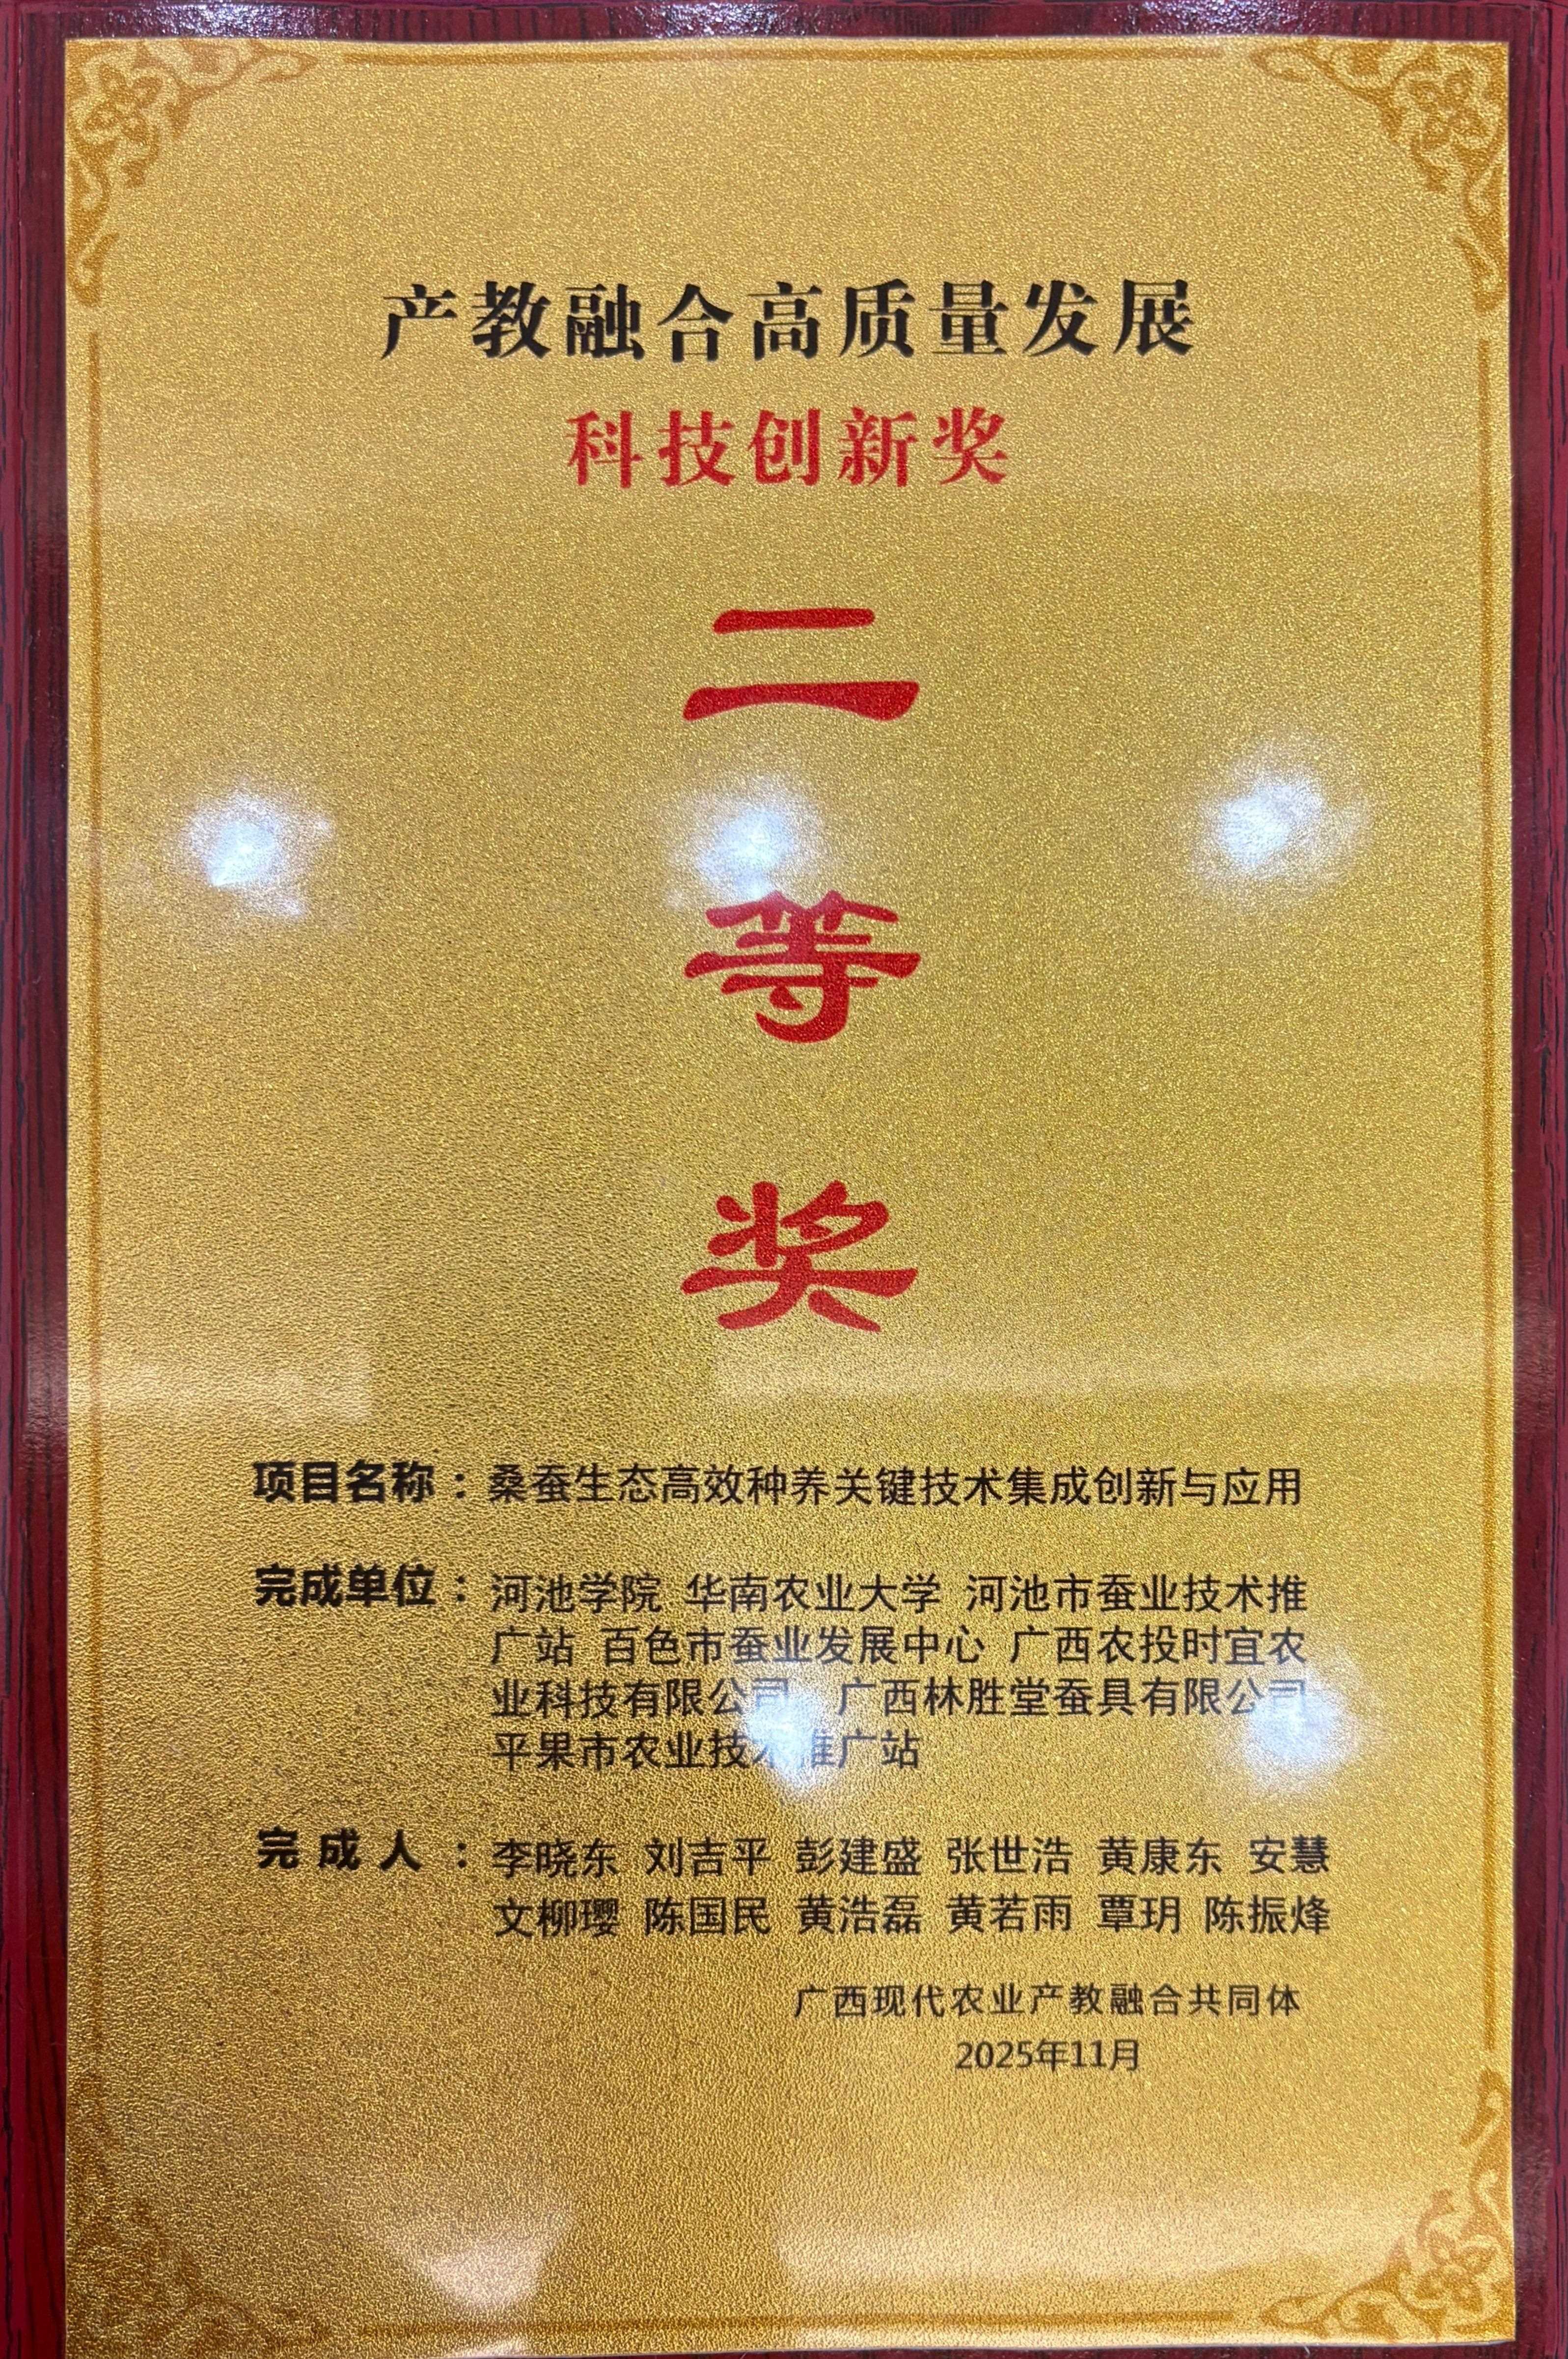 产教融合高质量发展
科技创新奖
二
等
奖
项目名称：桑蚕生态高效种养关键技术集成创新与应用
完成单位：河池学院 华南农业大学 河池市蚕业技术推
广站 百色市蚕业发展中心 广西农投时宜农
业科技有限公司 广西林胜堂蚕具有限公司
平果市农业技术推广站
完成人：李晓东 刘吉平 彭建盛 张世浩 黄康东 安慧
文柳璎 陈国民 黄浩磊 黄若雨 覃玥 陈振烽
广西现代农业产教融合共同体
2025年11月